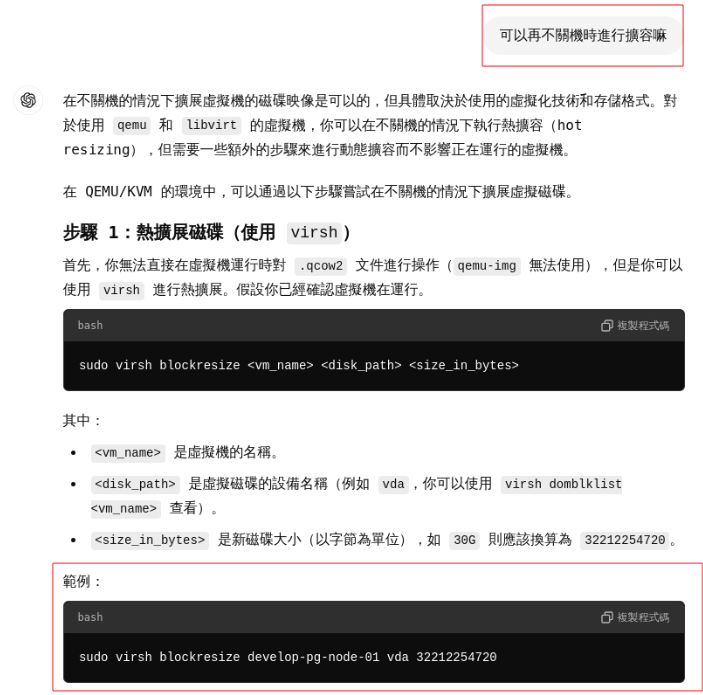 可以再不關機時進行擴容嘛
在不關機的情況下擴展虛擬機的磁碟映像是可以的，但具體取決於使用的虛擬化技術和存儲格式。對
於使用 qemu 和 libvirt 的虛擬機，你可以在不關機的情況下執行熱擴容（hot
resizing），但需要一些額外的步驟來進行動態擴容而不影響正在運行的虛擬機。
在 QEMU/KVM 的環境中，可以通過以下步驟嘗試在不關機的情況下擴展虛擬磁碟。
步驟 1：熱擴展磁碟（使用 virsh）
首先，你無法直接在虛擬機運行時對 .qcow2 文件進行操作（qemu-img 無法使用），但是你可以
使用 virsh 進行熱擴展。假設你已經確認虛擬機在運行。
bash 複製程式碼
sudo virsh blockresize <vm_name> <disk_path> <size_in_bytes>
其中：
• <vm_name> 是虛擬機的名稱。
• <disk_path> 是虛擬磁碟的設備名稱（例如 vda，你可以使用 virsh domblklist
<vm_name> 查看）。
• <size_in_bytes> 是新磁碟大小（以字節為單位），如 30G 則應該換算為 32212254720。
範例：
bash 複製程式碼
sudo virsh blockresize develop-pg-node-01 vda 32212254720